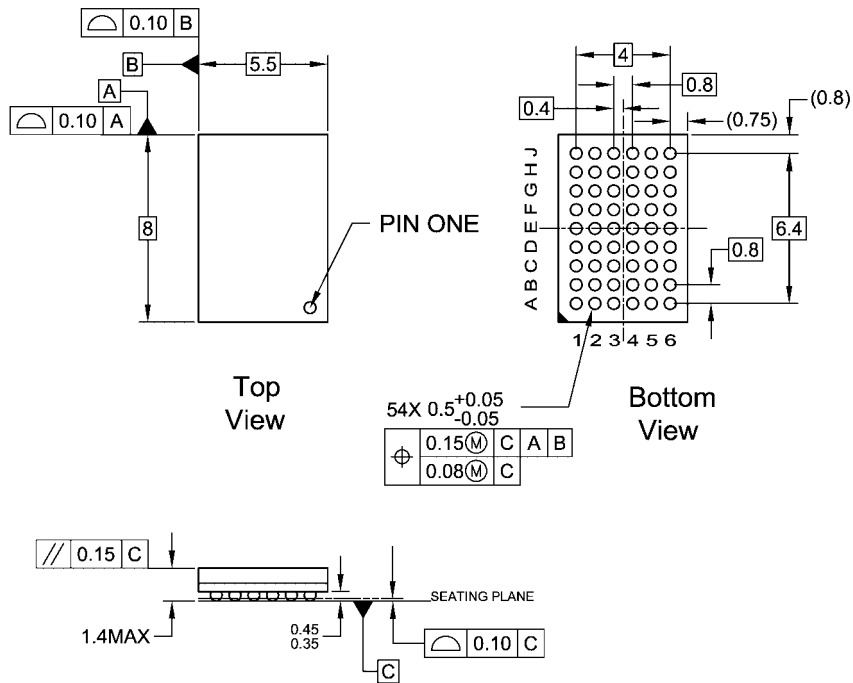 ⌓ 0.10 B
B
5.5
A
⌓ 0.10 A
8
PIN ONE
Top
View
4
0.8
0.4
(0.75)
(0.8)
J
H
G
F
E
D
C
B
A
6.4
0.8
1 2 3 4 5 6
Bottom
View
54X 0.5 +0.05
-0.05
⌖ 0.15 Ⓜ C A B
0.08 Ⓜ C
// 0.15 C
1.4MAX
0.45
0.35
SEATING PLANE
⌓ 0.10 C
C